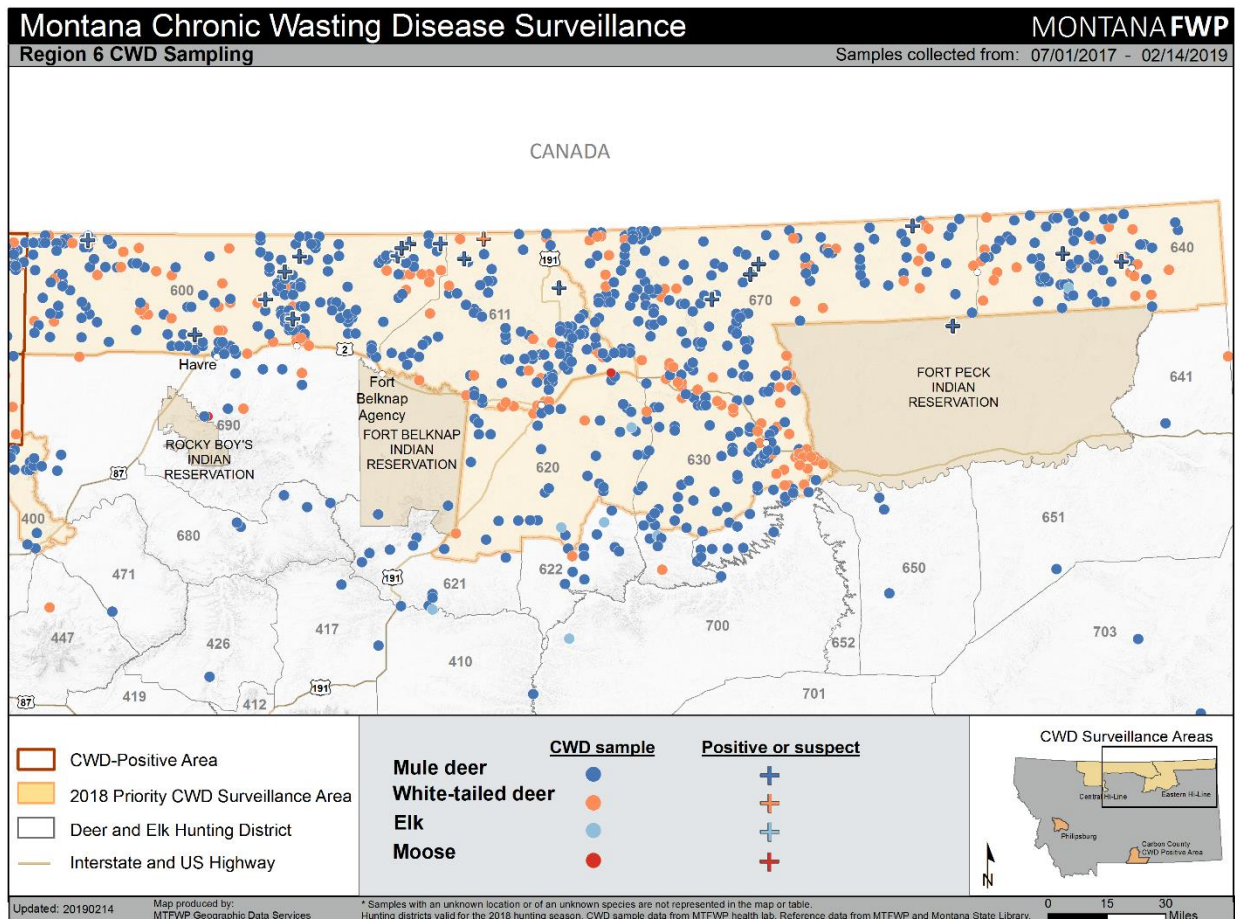 Montana Chronic Wasting Disease Surveillance
MONTANA FWP
Region 6 CWD Sampling
Samples collected from: 07/01/2017 - 02/14/2019
CANADA
640
600
191
670
611
2
Havre
Fort
Belknap
Agency
FORT PECK
INDIAN
RESERVATION
641
690
ROCKY BOY'S
INDIAN
RESERVATION
FORT BELKNAP
INDIAN
RESERVATION
87
620
630
400
680
651
471
191
621
622
650
447
426
417
410
700
652
703
87
419
412
191
701
CWD-Positive Area
2018 Priority CWD Surveillance Area
Deer and Elk Hunting District
Interstate and US Highway
CWD sample
Positive or suspect
Mule deer
White-tailed deer
Elk
Moose
CWD Surveillance Areas
Central Hi-Line
Eastern Hi-Line
Philipsburg
Carbon County
CWD Positive Area
N
Updated: 20190214
Map produced by:
MTFWP Geographic Data Services
* Samples with an unknown location or of an unknown species are not represented in the map or table.
Hunting districts valid for the 2018 hunting season. CWD sample data from MTFWP health lab. Reference data from MTFWP and Montana State Library.
0 15 30
Miles